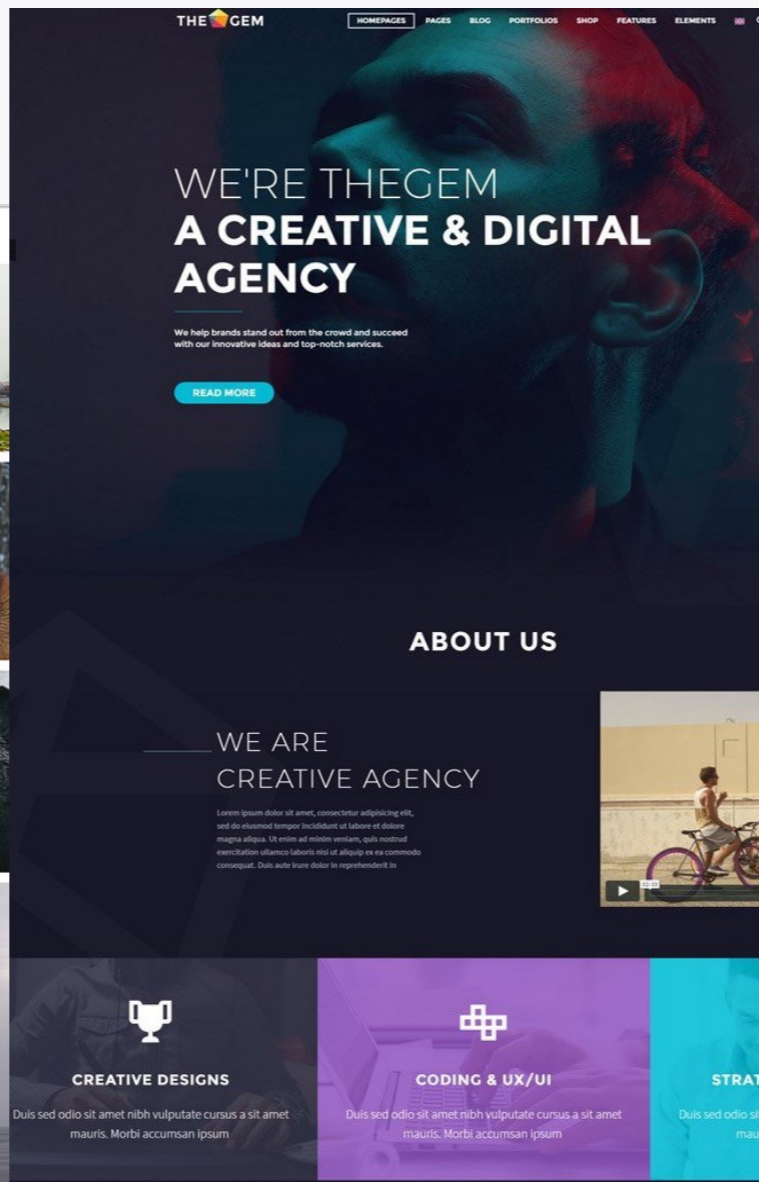 THE GEM
HOMEPAGES PAGES BLOG PORTFOLIOS SHOP FEATURES ELEMENTS
WE'RE THEGEM
A CREATIVE & DIGITAL
AGENCY
We help brands stand out from the crowd and succeed
with our innovative ideas and top-notch services.
READ MORE
ABOUT US
WE ARE
CREATIVE AGENCY
Lorem ipsum dolor sit amet, consectetur adipisicing elit,
sed do eiusmod tempor incididunt ut labore et dolore
magna aliqua. Ut enim ad minim veniam, quis nostrud
exercitation ullamco laboris nisi ut aliquip ex ea commodo
consequat. Duis aute irure dolor in reprehenderit in
CREATIVE DESIGNS
Duis sed odio sit amet nibh vulputate cursus a sit amet
mauris. Morbi accumsan ipsum
CODING & UX/UI
Duis sed odio sit amet nibh vulputate cursus a sit amet
mauris. Morbi accumsan ipsum
STRAT
Duis sed odio si
mau